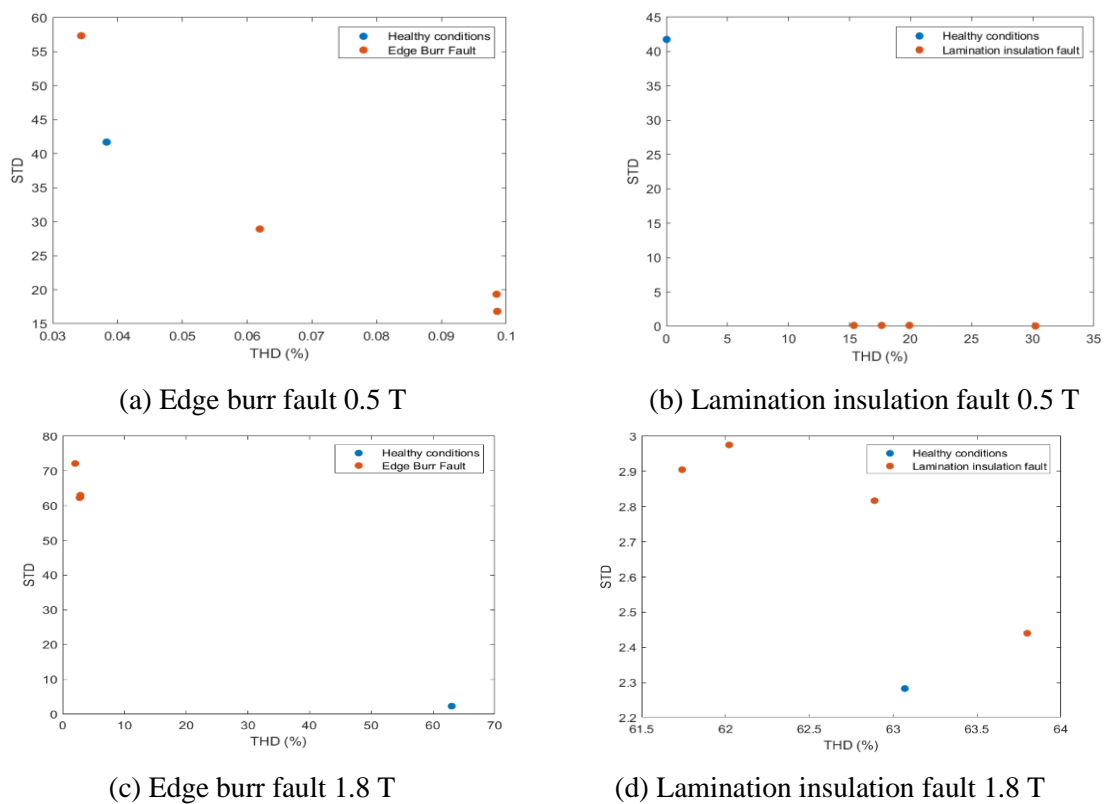 60
55
50
45
40
35
30
25
20
15
STD
0.03 0.04 0.05 0.06 0.07 0.08 0.09 0.1
THD (%)
Healthy conditions
Edge Burr Fault
(a) Edge burr fault 0.5 T
45
40
35
30
25
20
15
10
5
0
STD
0 5 10 15 20 25 30 35
THD (%)
Healthy conditions
Lamination insulation fault
(b) Lamination insulation fault 0.5 T
80
70
60
50
40
30
20
10
0
STD
0 10 20 30 40 50 60 70
THD (%)
Healthy conditions
Edge Burr Fault
(c) Edge burr fault 1.8 T
3
2.9
2.8
2.7
2.6
2.5
2.4
2.3
2.2
STD
61.5 62 62.5 63 63.5 64
THD (%)
Healthy conditions
Lamination insulation fault
(d) Lamination insulation fault 1.8 T